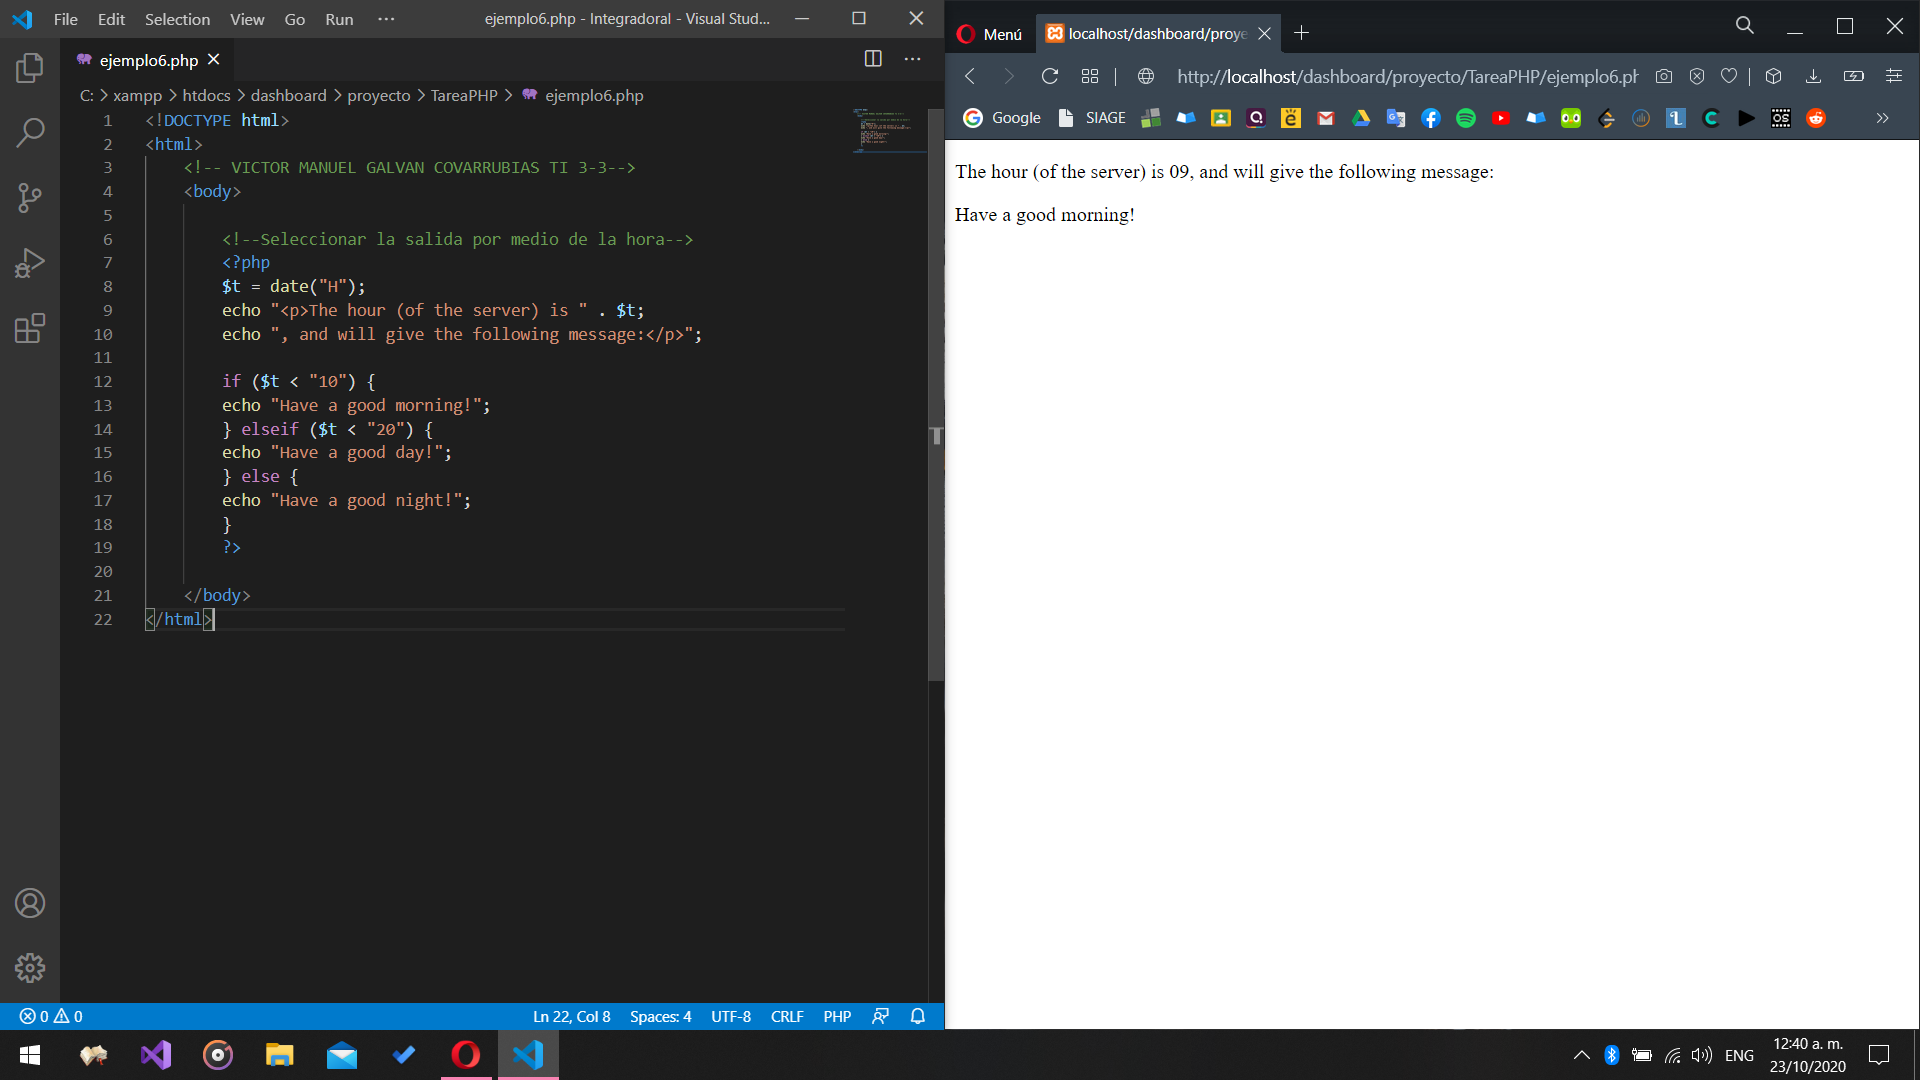 File Edit Selection View Go Run ··· ejemplo6.php - Integradoral - Visual Stud...
ejemplo6.php
C: > xampp > htdocs > dashboard > proyecto > TareaPHP > ejemplo6.php
1 <!DOCTYPE html>
2 <html>
3 <!-- VICTOR MANUEL GALVAN COVARRUBIAS TI 3-3-->
4 <body>
5
6 <!--Seleccionar la salida por medio de la hora-->
7 <?php
8 $t = date("H");
9 echo "<p>The hour (of the server) is " . $t;
10 echo ", and will give the following message:</p>";
11
12 if ($t < "10") {
13 echo "Have a good morning!";
14 } elseif ($t < "20") {
15 echo "Have a good day!";
16 } else {
17 echo "Have a good night!";
18 }
19 ?>
20
21 </body>
22 </html>
0 0 Ln 22, Col 8 Spaces: 4 UTF-8 CRLF PHP
Menú localhost/dashboard/proye
http://localhost/dashboard/proyecto/TareaPHP/ejemplo6.ph
Google SIAGE
The hour (of the server) is 09, and will give the following message:
Have a good morning!
ENG 12:40 a. m.
23/10/2020